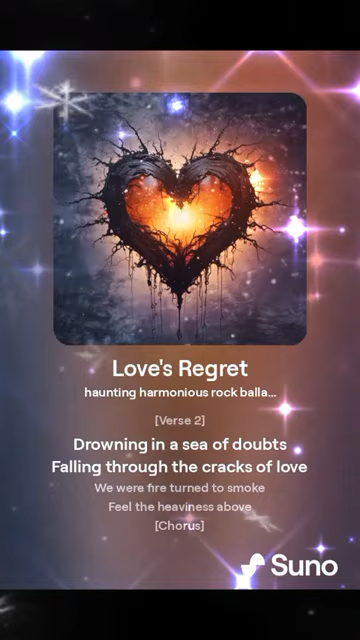 Love's Regret
haunting harmonious rock balla...
[Verse 2]
Drowning in a sea of doubts
Falling through the cracks of love
We were fire turned to smoke
Feel the heaviness above
[Chorus]
Suno